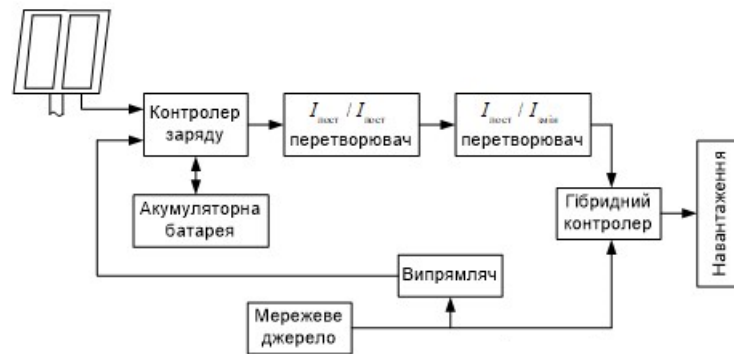 Контролер
заряду
I пост / I пост
перетворювач
I пост / I змін
перетворювач
Акумуляторна
батарея
Гібридний
контролер
Навантаження
Випрямляч
Мережеве
джерело